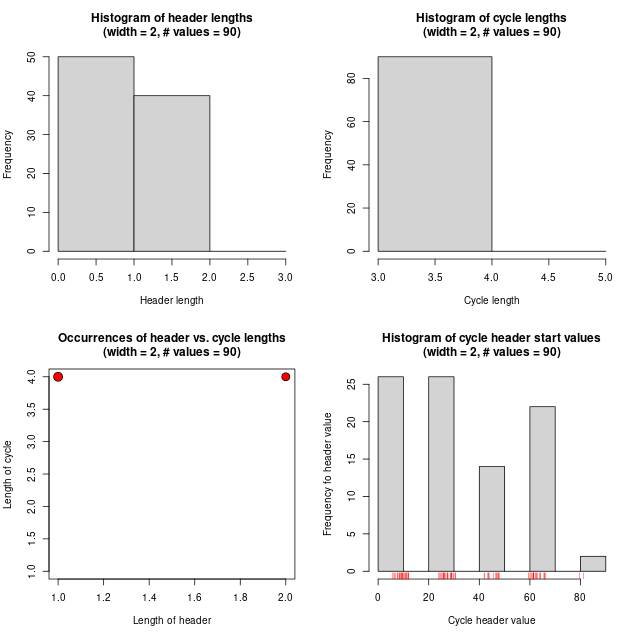 Histogram of header lengths
(width = 2, # values = 90)
Frequency
50
40
30
20
10
0
0.0 0.5 1.0 1.5 2.0 2.5 3.0
Header length
Histogram of cycle lengths
(width = 2, # values = 90)
Frequency
80
60
40
20
0
3.0 3.5 4.0 4.5 5.0
Cycle length
Occurrences of header vs. cycle lengths
(width = 2, # values = 90)
Length of cycle
4.0
3.5
3.0
2.5
2.0
1.5
1.0
1.0 1.2 1.4 1.6 1.8 2.0
Length of header
Histogram of cycle header start values
(width = 2, # values = 90)
Frequency fo header value
25
20
15
10
5
0
0 20 40 60 80
Cycle header value